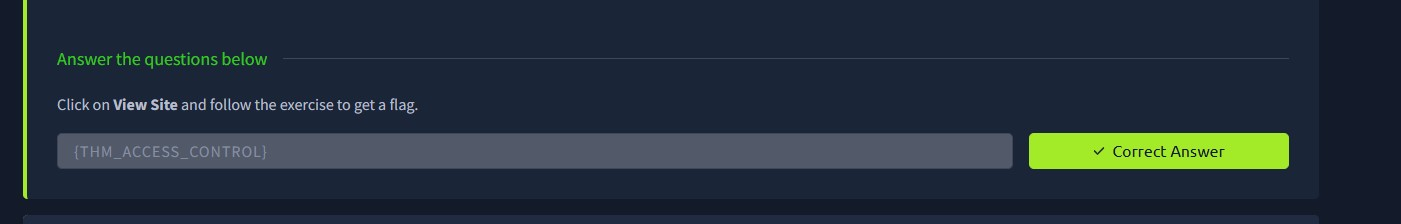 Answer the questions below
Click on View Site and follow the exercise to get a flag.
{THM_ACCESS_CONTROL}
✓ Correct Answer